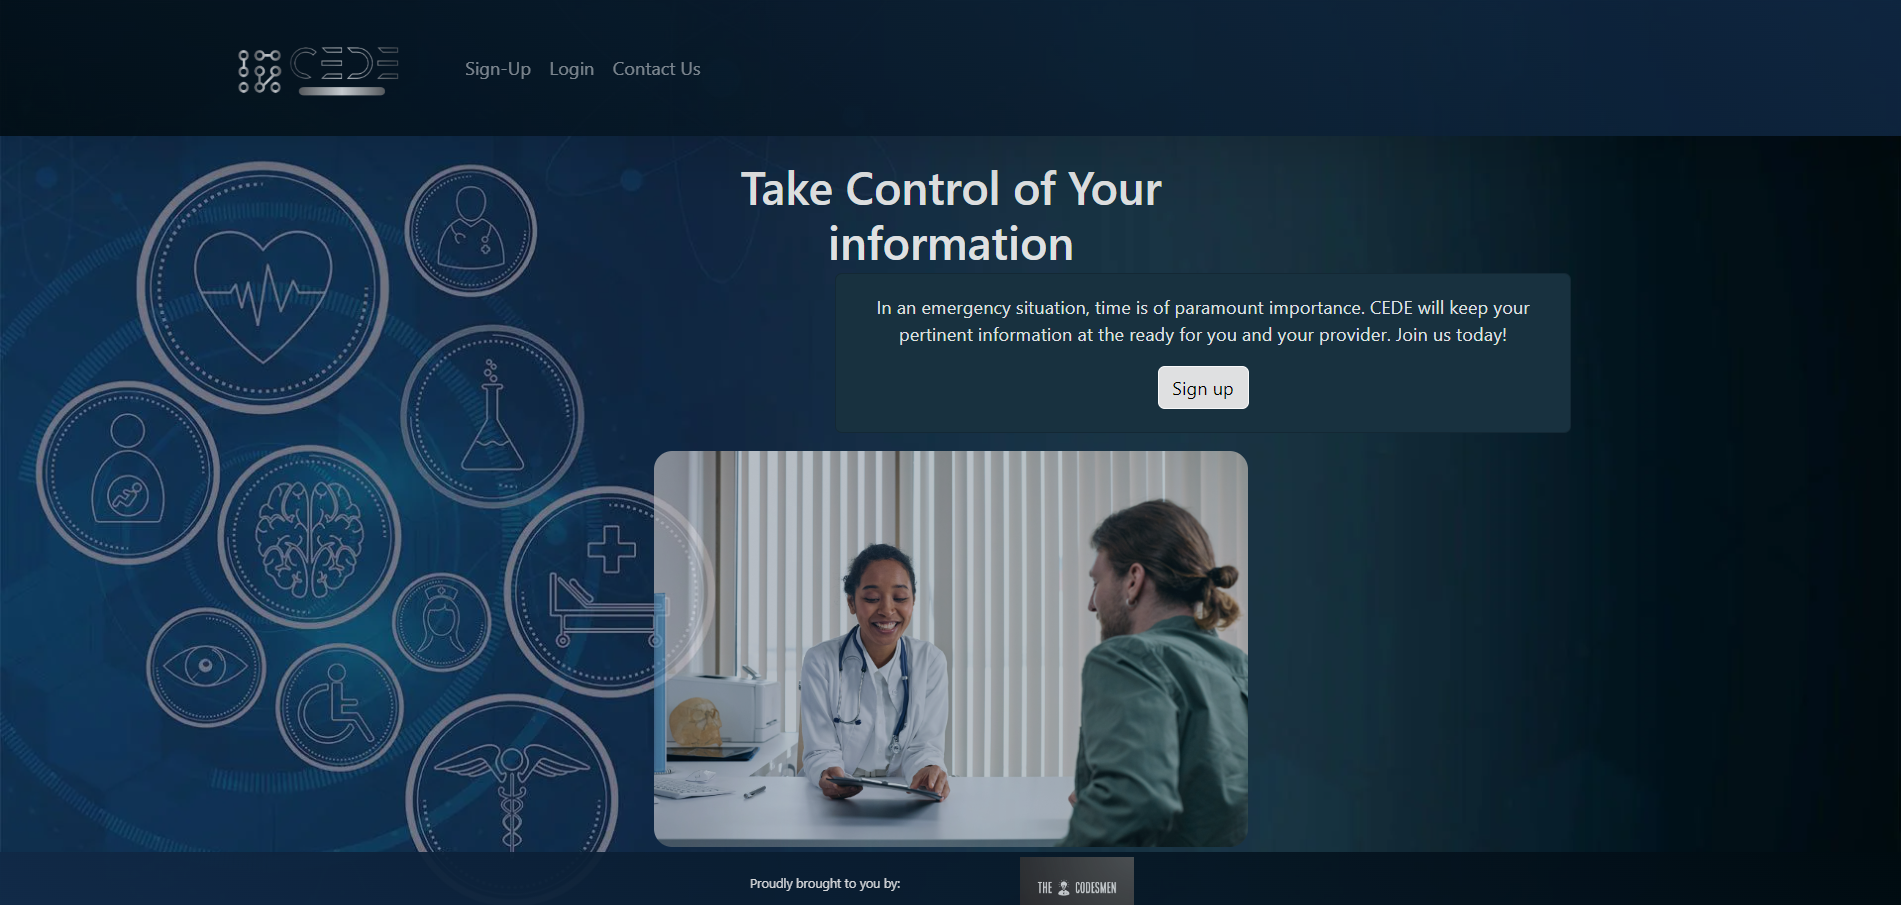 CEDE
Sign-Up Login Contact Us
Take Control of Your
information
In an emergency situation, time is of paramount importance. CEDE will keep your
pertinent information at the ready for you and your provider. Join us today!
Sign up
Proudly brought to you by:
THE CODESMEN